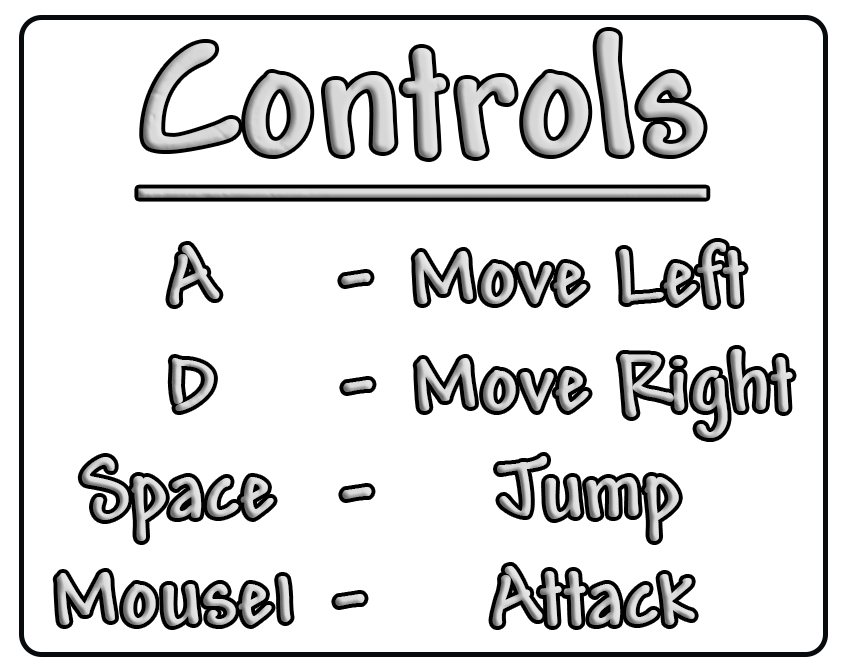 Controls
A - Move Left
D - Move Right
Space - Jump
Mouse1 - Attack